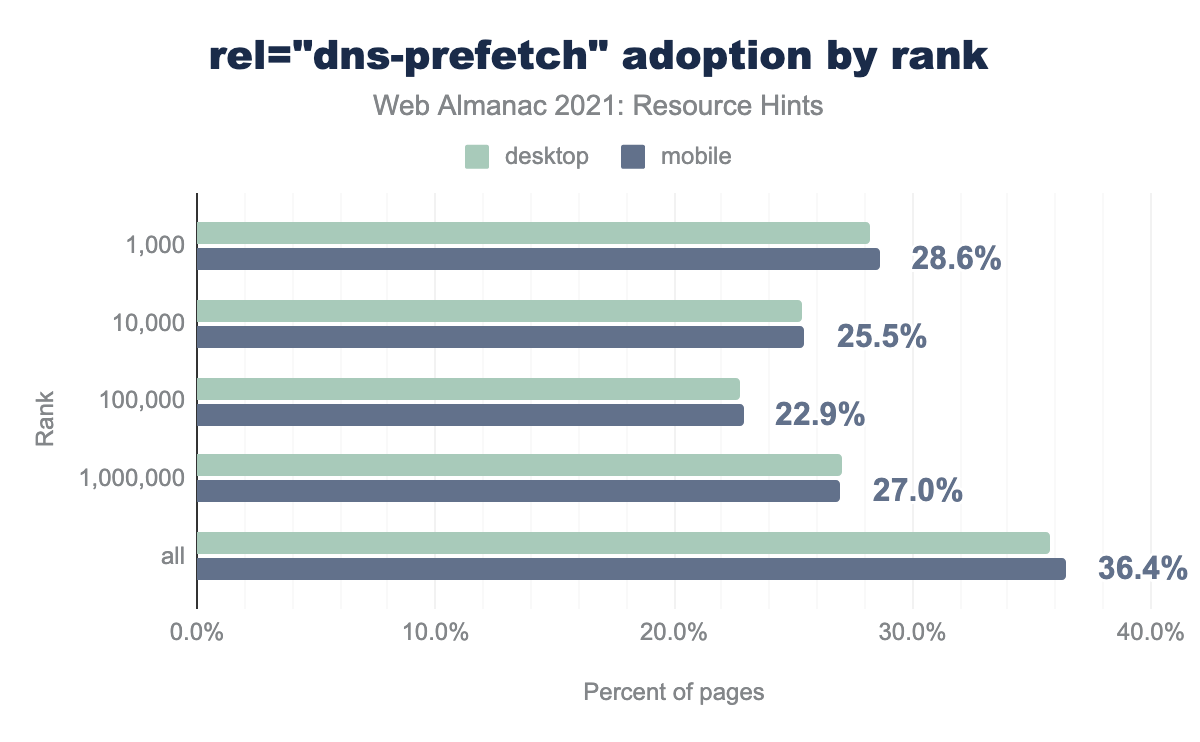 rel="dns-prefetch" adoption by rank
Web Almanac 2021: Resource Hints
desktop mobile
1,000
28.6%
10,000
25.5%
100,000
22.9%
1,000,000
27.0%
all
36.4%
Rank
0.0% 10.0% 20.0% 30.0% 40.0%
Percent of pages